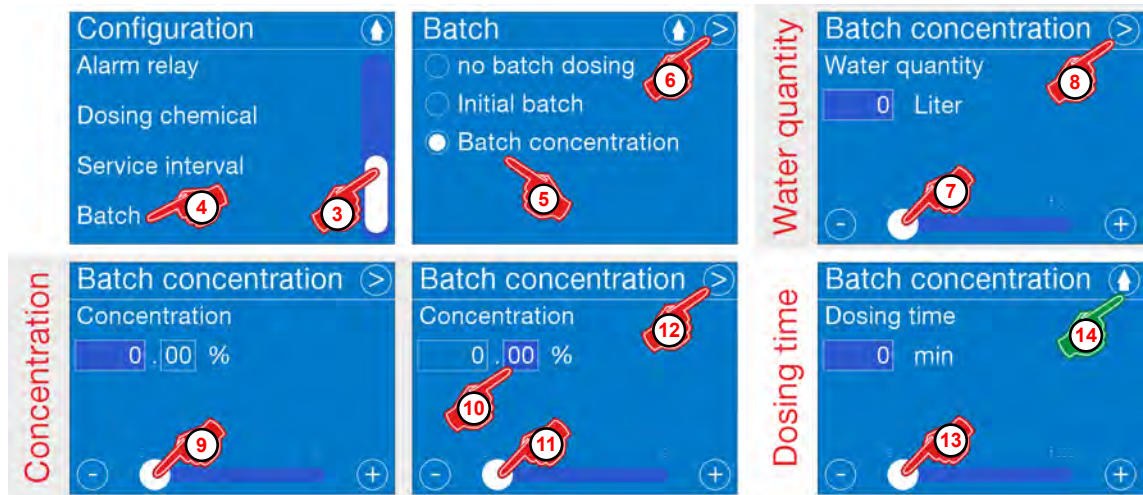 Configuration
Alarm relay
Dosing chemical
Service interval
Batch
4
3
Batch
no batch dosing
Initial batch
Batch concentration
6
5
Water quantity
Batch concentration >
Water quantity
0 Liter
8
7
- +
Concentration
Batch concentration >
Concentration
0 . 00 %
9
- +
Batch concentration >
Concentration
0 . 00 %
12
10
11
- +
Dosing time
Batch concentration
Dosing time
0 min
14
13
- +